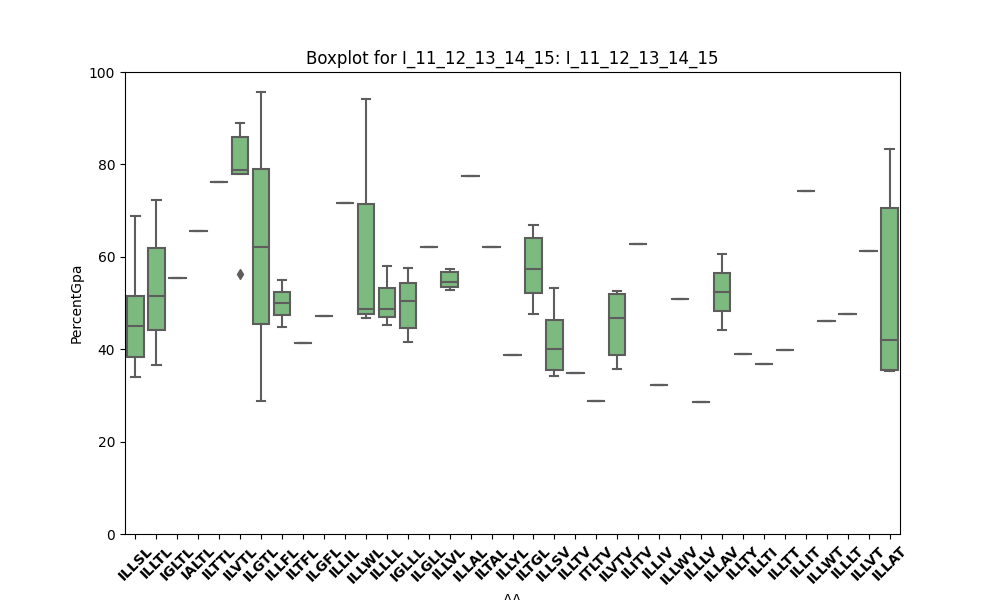 Boxplot for I_11_12_13_14_15: I_11_12_13_14_15
100
80
60
40
20
0
PercentGpa
ILLSL ILLTL IGLTL IALTL ILTTL ILVTL ILGTL ILLFL ILTFL ILGFL ILLIL ILLWL ILLLL IGLLL ILGLL ILLVL ILLAL ILTAL ILLYL ILTGL ILLSV ILLTV ITLTV ILVTV ILITV ILLIV ILLWV ILLLV ILLAV ILLTY ILLTI ILLTT ILLIT ILLWT ILLLT ILLVT ILLAT
AA